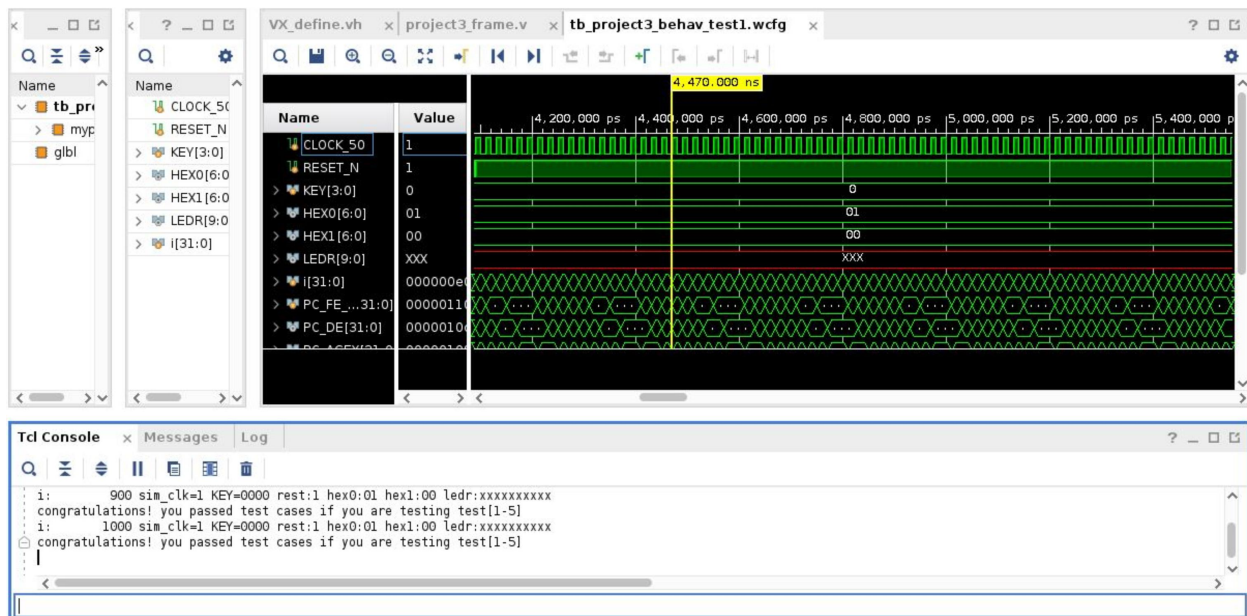 VX_define.vh × project3_frame.v × tb_project3_behav_test1.wcfg ×
Name
tb_pr
myp
glbl
Name
CLOCK_50
RESET_N
KEY[3:0]
HEX0[6:0
HEX1[6:0
LEDR[9:0
i[31:0]
4,470.000 ns
Name Value
4,200,000 ps 4,400,000 ps 4,600,000 ps 4,800,000 ps 5,000,000 ps 5,200,000 ps 5,400,000 p
CLOCK_50 1
RESET_N 1
KEY[3:0] 0 0
HEX0[6:0] 01 01
HEX1[6:0] 00 00
LEDR[9:0] XXX XXX
i[31:0] 000000e
PC_FE_...31:0] 0000011
PC_DE[31:0] 0000010
Tcl Console × Messages Log
i: 900 sim_clk=1 KEY=0000 rest:1 hex0:01 hex1:00 ledr:xxxxxxxxxx
congratulations! you passed test cases if you are testing test[1-5]
i: 1000 sim_clk=1 KEY=0000 rest:1 hex0:01 hex1:00 ledr:xxxxxxxxxx
congratulations! you passed test cases if you are testing test[1-5]